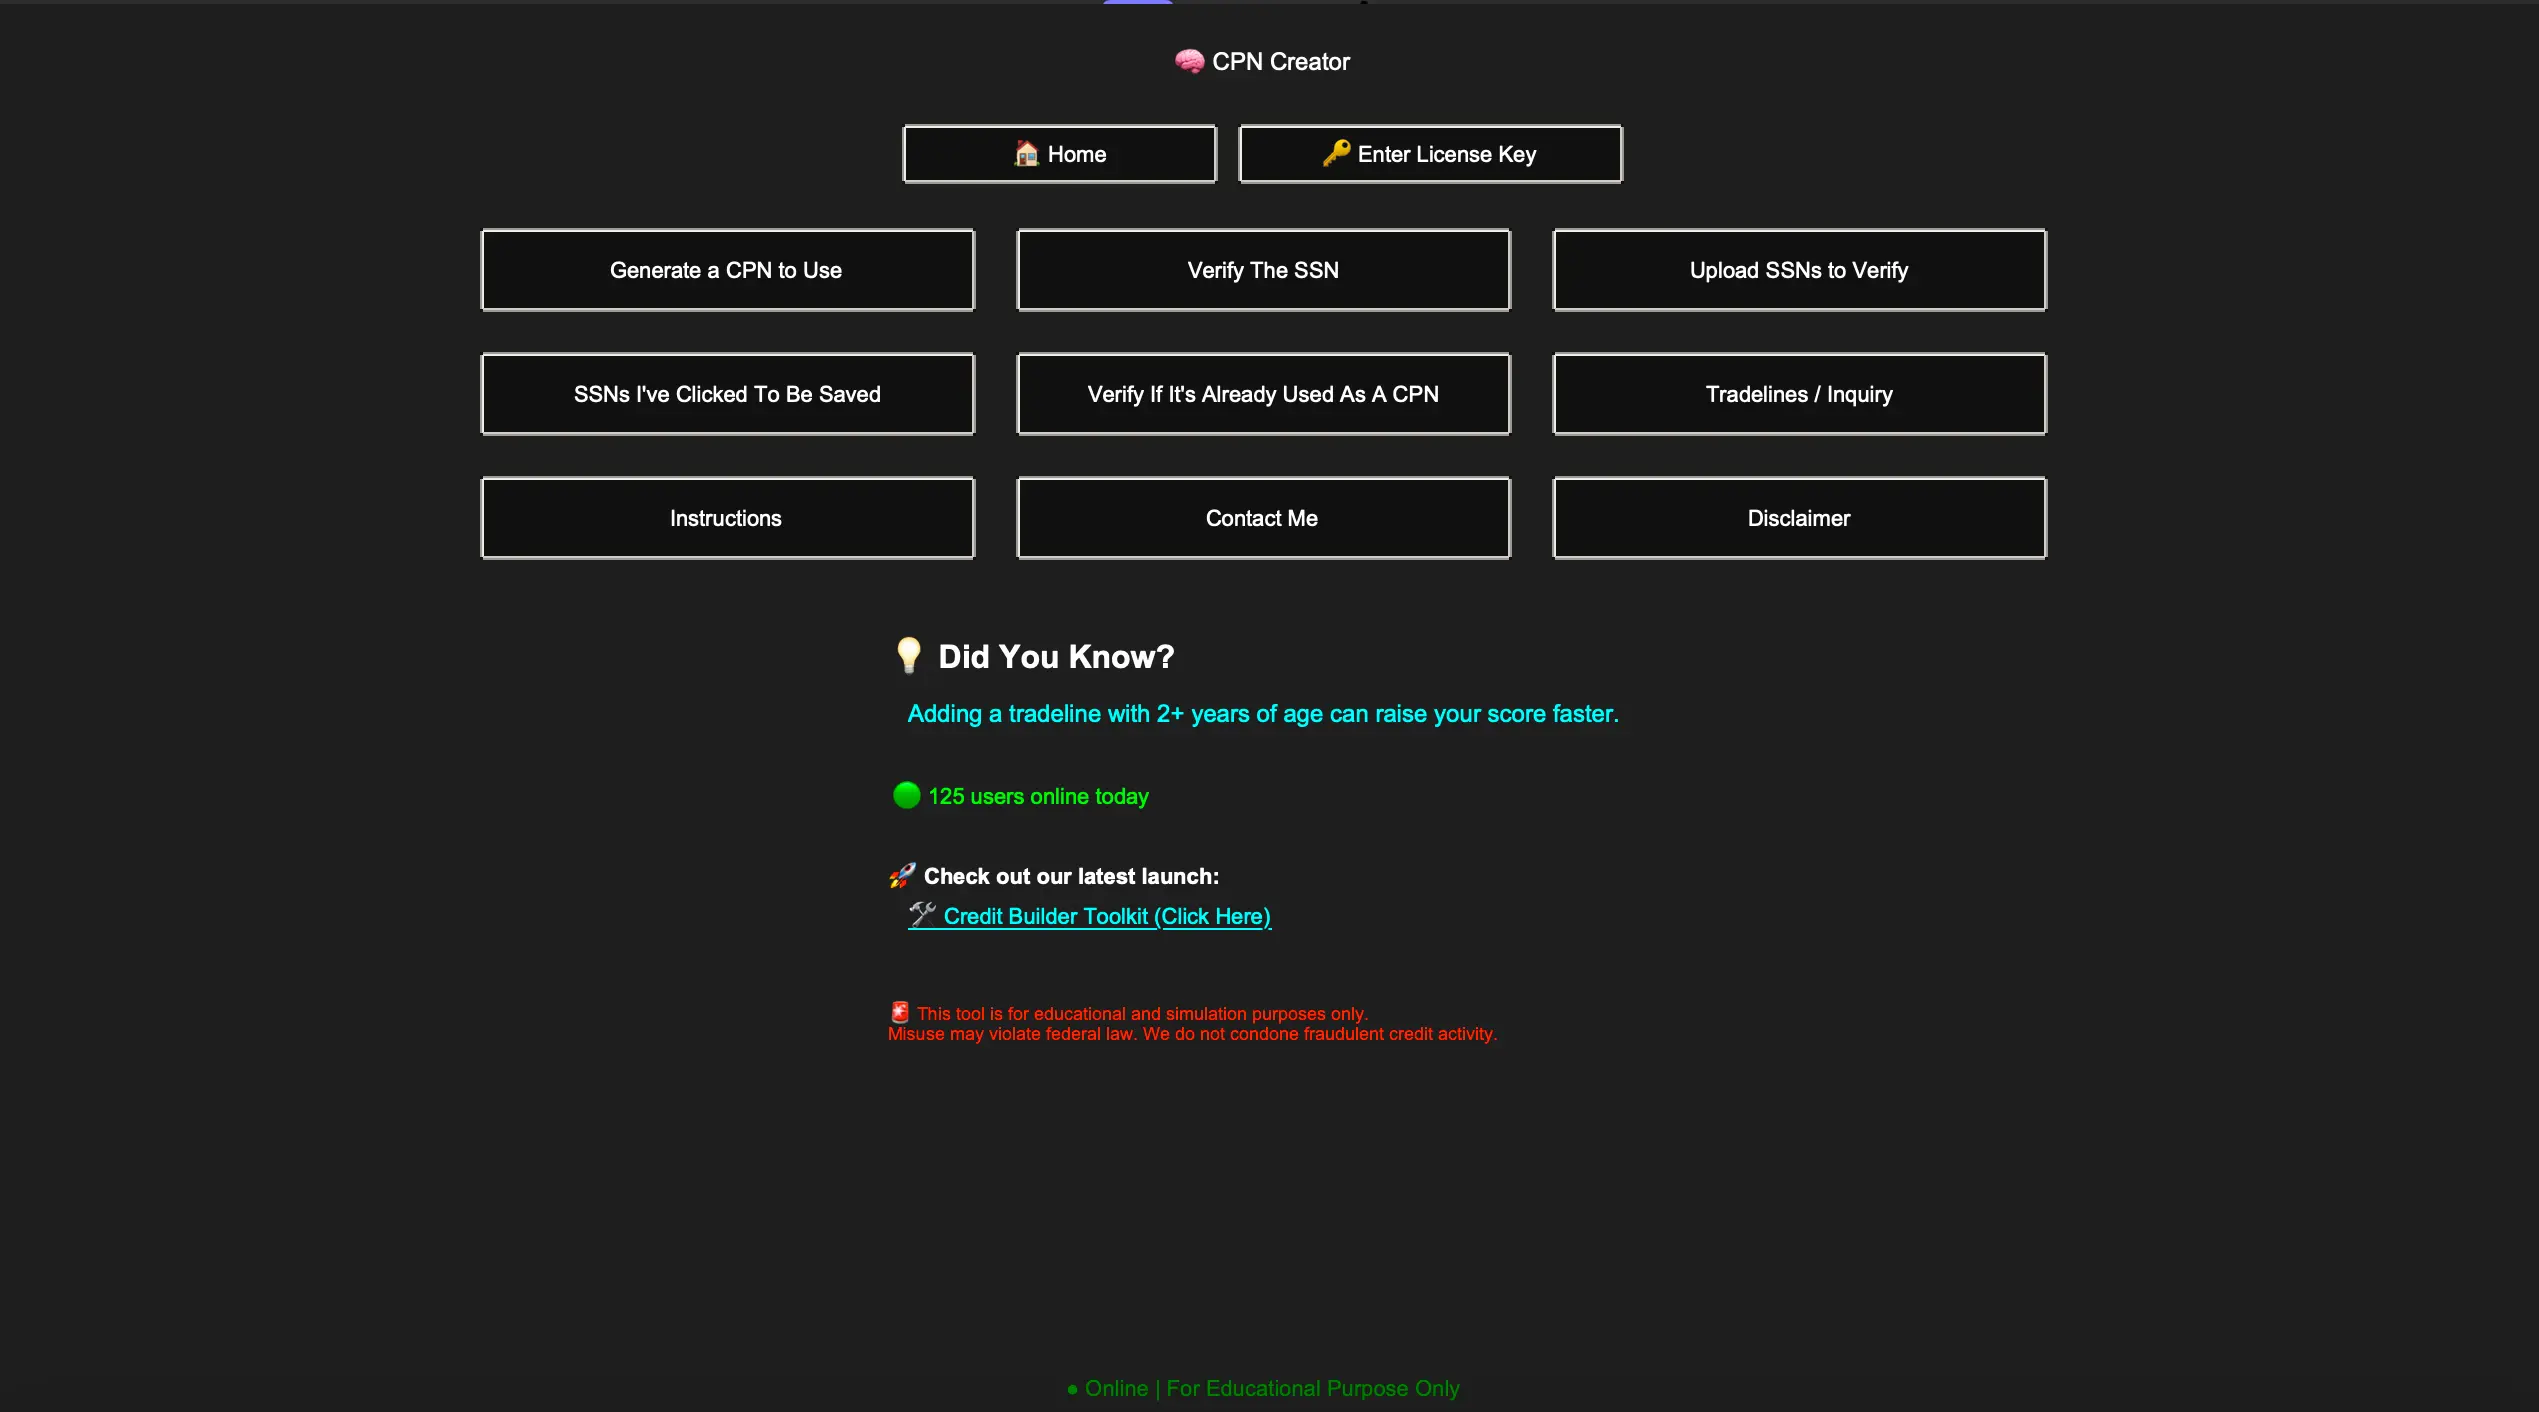 🧠 CPN Creator
🏠 Home
🔑 Enter License Key
Generate a CPN to Use
Verify The SSN
Upload SSNs to Verify
SSNs I've Clicked To Be Saved
Verify If It's Already Used As A CPN
Tradelines / Inquiry
Instructions
Contact Me
Disclaimer
💡 Did You Know?
Adding a tradeline with 2+ years of age can raise your score faster.
🟢 125 users online today
🚀 Check out our latest launch:
🛠 Credit Builder Toolkit (Click Here)
🚨 This tool is for educational and simulation purposes only.
Misuse may violate federal law. We do not condone fraudulent credit activity.
● Online | For Educational Purpose Only